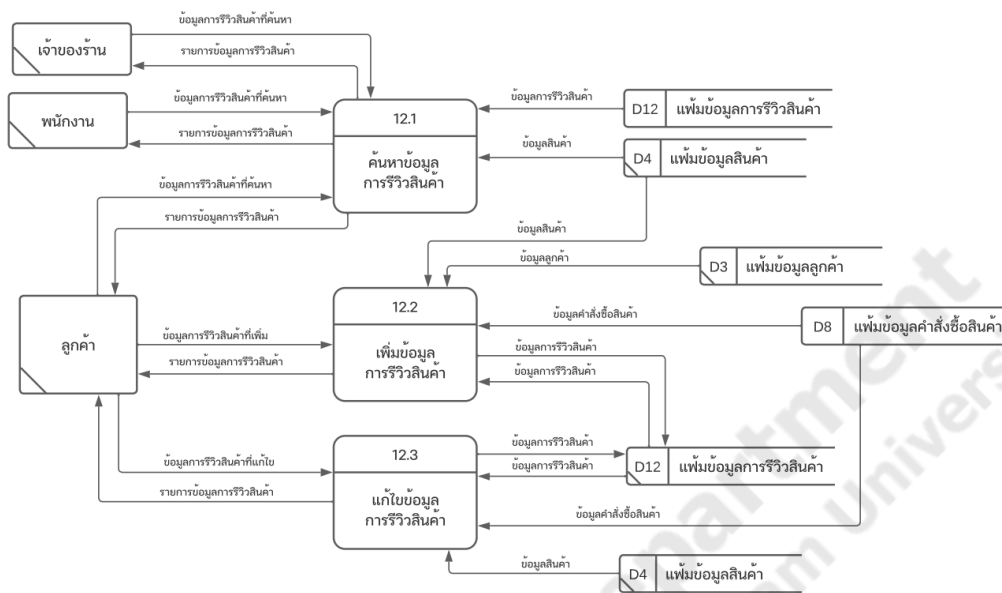 ข้อมูลการรีวิวสินค้าที่ค้นหา
เจ้าของร้าน
รายการข้อมูลการรีวิวสินค้า
ข้อมูลการรีวิวสินค้าที่ค้นหา
พนักงาน
รายการข้อมูลการรีวิวสินค้า
12.1
ค้นหาข้อมูล
การรีวิวสินค้า
ข้อมูลการรีวิวสินค้า
D12 แฟ้มข้อมูลการรีวิวสินค้า
ข้อมูลสินค้า
D4 แฟ้มข้อมูลสินค้า
ข้อมูลการรีวิวสินค้าที่ค้นหา
รายการข้อมูลการรีวิวสินค้า
ข้อมูลสินค้า
ข้อมูลลูกค้า
D3 แฟ้มข้อมูลลูกค้า
12.2
เพิ่มข้อมูล
การรีวิวสินค้า
ข้อมูลคำสั่งซื้อสินค้า
D8 แฟ้มข้อมูลคำสั่งซื้อสินค้า
ลูกค้า
ข้อมูลการรีวิวสินค้าที่เพิ่ม
รายการข้อมูลการรีวิวสินค้า
ข้อมูลการรีวิวสินค้า
ข้อมูลการรีวิวสินค้า
12.3
แก้ไขข้อมูล
การรีวิวสินค้า
ข้อมูลการรีวิวสินค้าที่แก้ไข
รายการข้อมูลการรีวิวสินค้า
ข้อมูลการรีวิวสินค้า
ข้อมูลการรีวิวสินค้า
D12 แฟ้มข้อมูลการรีวิวสินค้า
ข้อมูลคำสั่งซื้อสินค้า
ข้อมูลสินค้า
D4 แฟ้มข้อมูลสินค้า